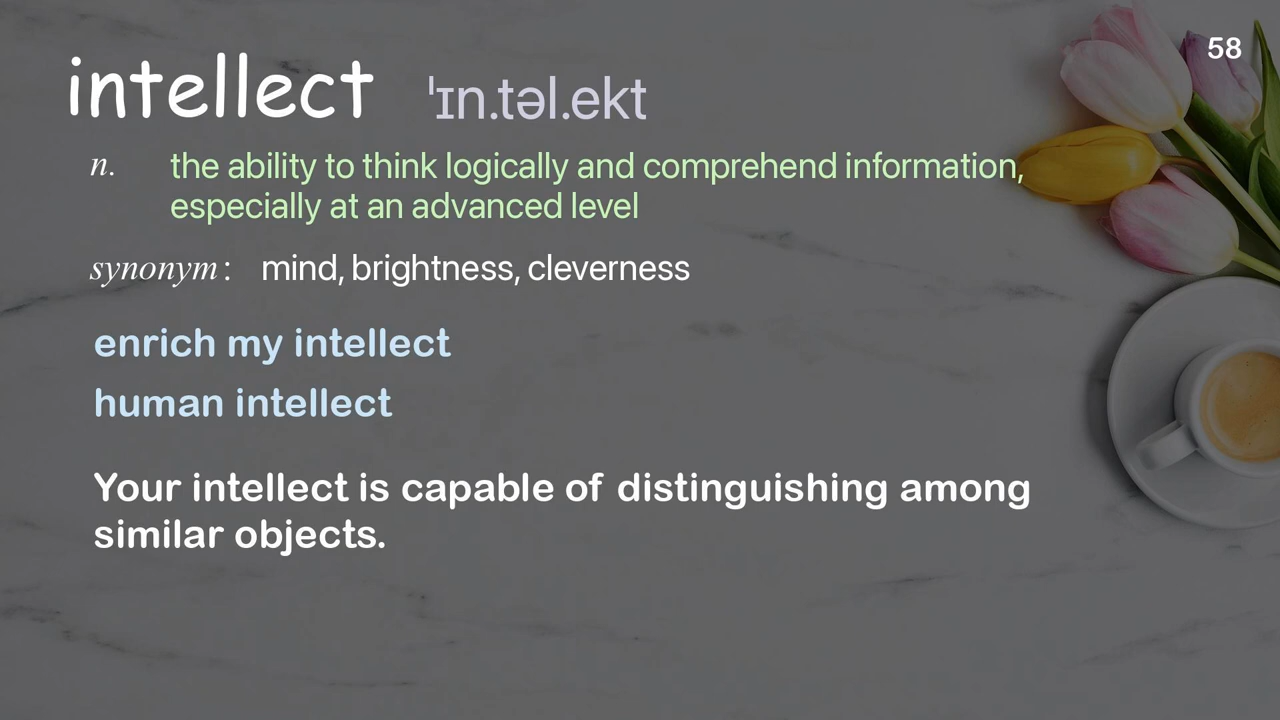 58
intellect ˈɪn.təl.ekt
n. the ability to think logically and comprehend information,
especially at an advanced level
synonym: mind, brightness, cleverness
enrich my intellect
human intellect
Your intellect is capable of distinguishing among
similar objects.